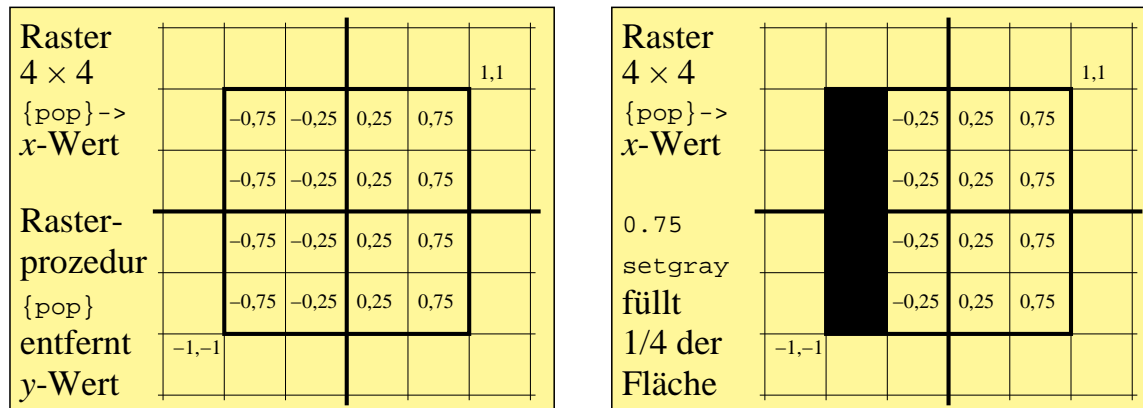 Raster
4 × 4
{pop}->
x-Wert
Raster-
prozedur
{pop}
entfernt
y-Wert
1,1
–0,75 –0,25 0,25 0,75
–0,75 –0,25 0,25 0,75
–0,75 –0,25 0,25 0,75
–0,75 –0,25 0,25 0,75
–1,–1
Raster
4 × 4
{pop}->
x-Wert
0.75
setgray
füllt
1/4 der
Fläche
1,1
–0,25 0,25 0,75
–0,25 0,25 0,75
–0,25 0,25 0,75
–0,25 0,25 0,75
–1,–1